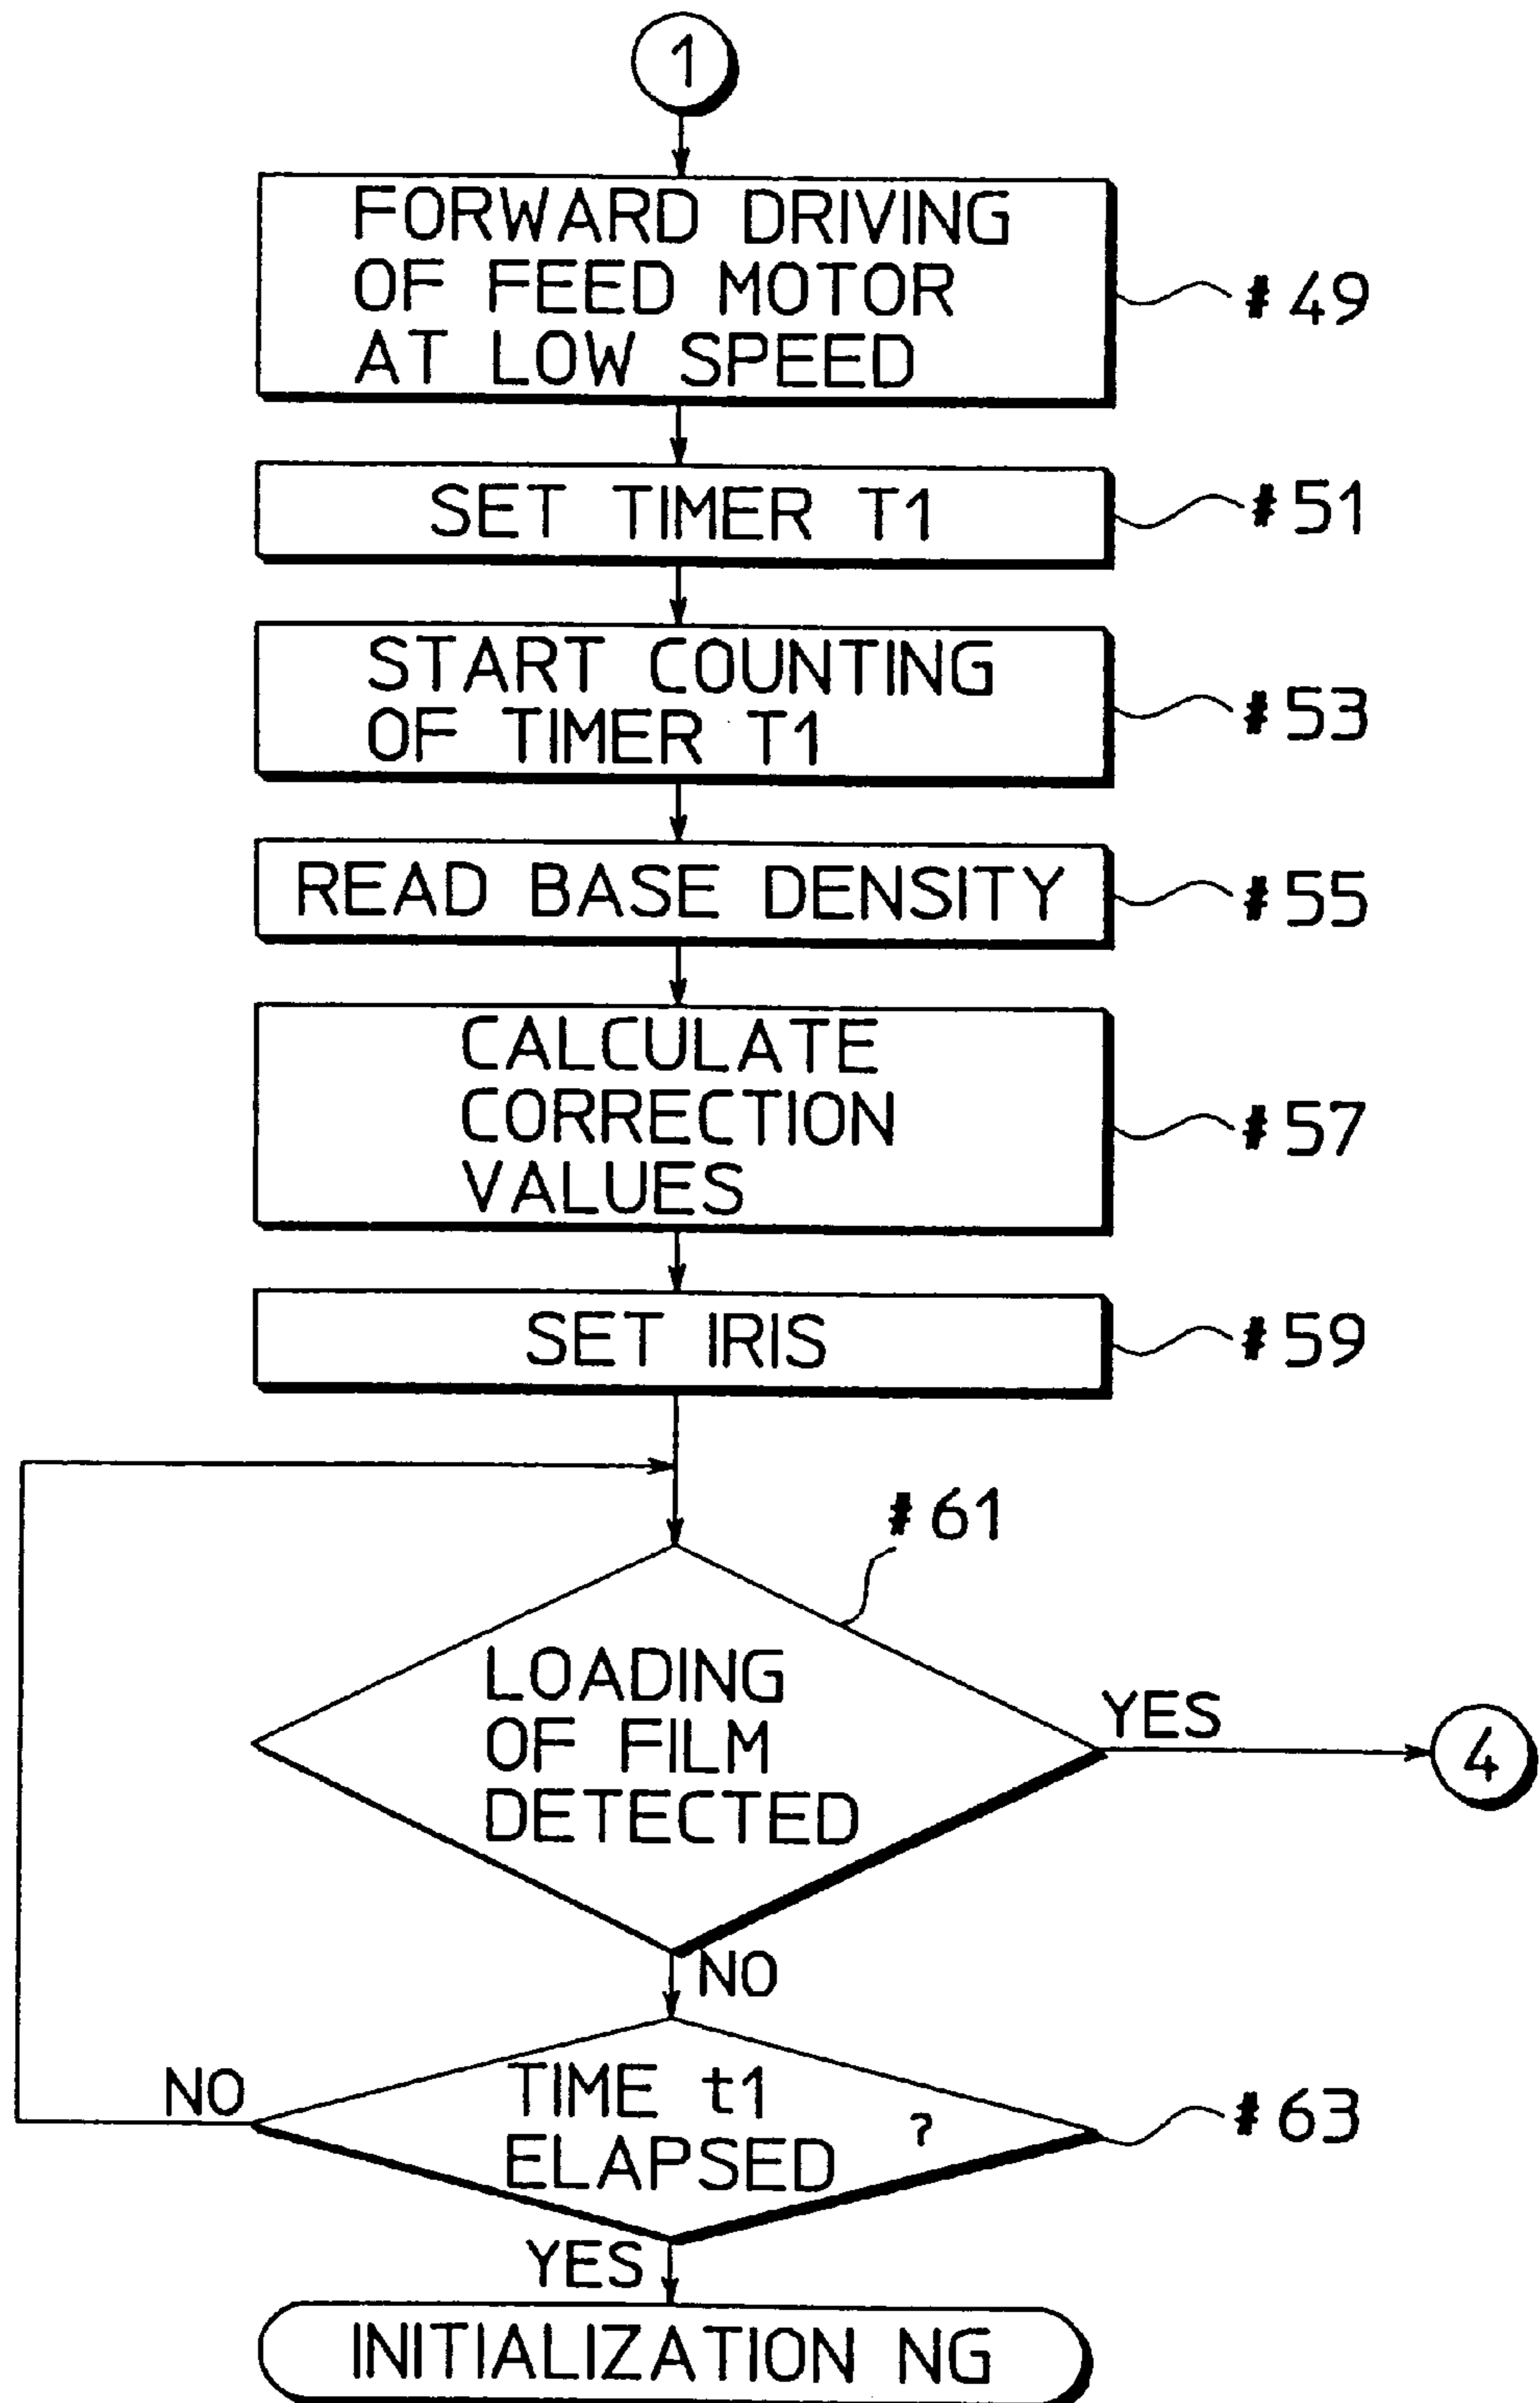 1
FORWARD DRIVING
OF FEED MOTOR
AT LOW SPEED
#49
SET TIMER T1
#51
START COUNTING
OF TIMER T1
#53
READ BASE DENSITY
#55
CALCULATE
CORRECTION
VALUES
#57
SET IRIS
#59
#61
LOADING
OF FILM
DETECTED
YES
4
NO
NO
TIME t1
ELAPSED ?
#63
YES
INITIALIZATION NG